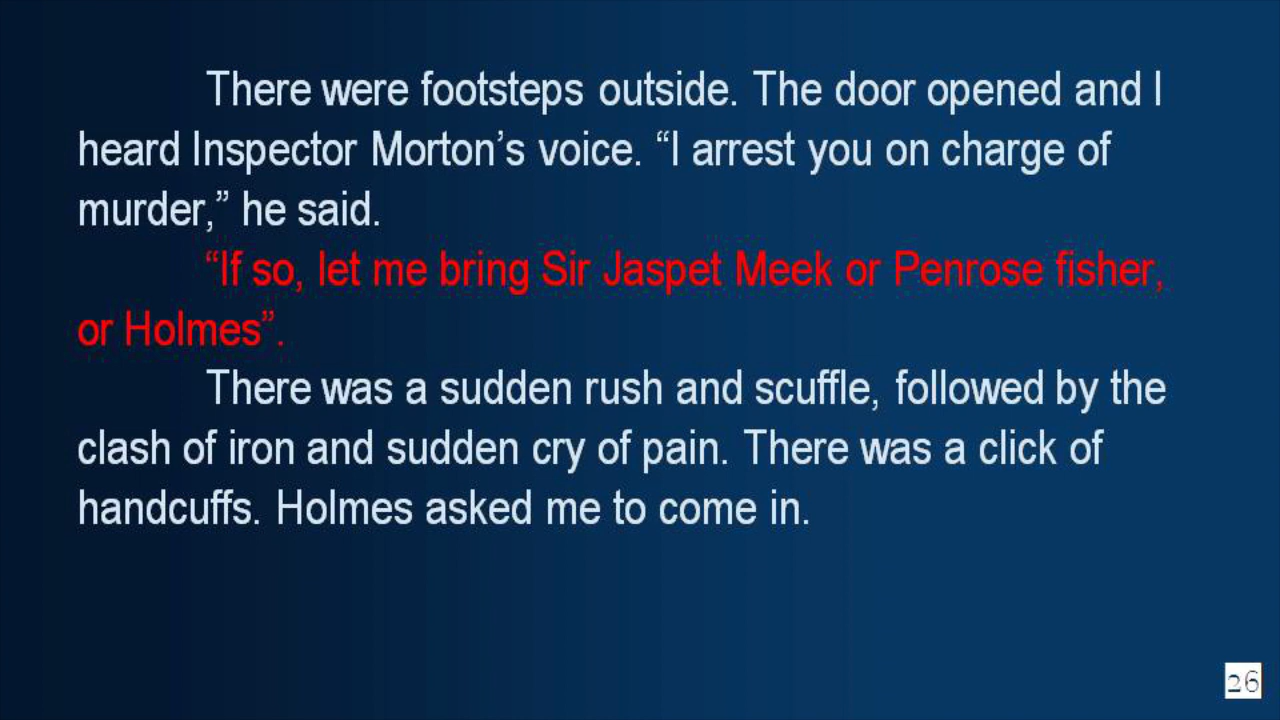 There were footsteps outside. The door opened and I
heard Inspector Morton’s voice. “I arrest you on charge of
murder,” he said.
“If so, let me bring Sir Jaspet Meek or Penrose fisher,
or Holmes”.
There was a sudden rush and scuffle, followed by the
clash of iron and sudden cry of pain. There was a click of
handcuffs. Holmes asked me to come in.
26